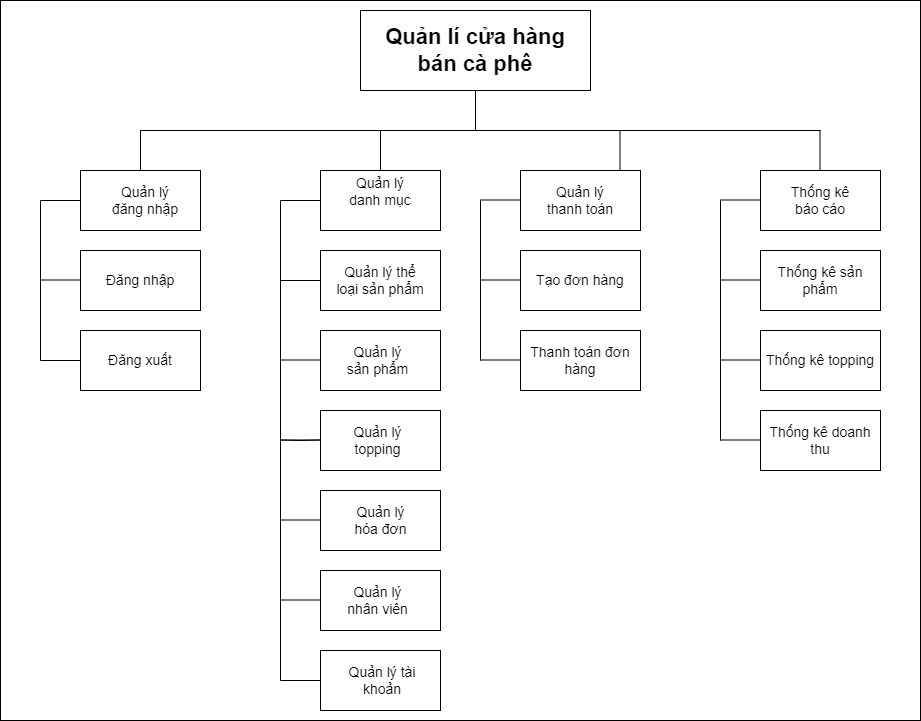 Quản lí cửa hàng
bán cà phê
Quản lý
đăng nhập
Đăng nhập
Đăng xuất
Quản lý
danh mục
Quản lý thể
loại sản phẩm
Quản lý
sản phẩm
Quản lý
topping
Quản lý
hóa đơn
Quản lý
nhân viên
Quản lý tài
khoản
Quản lý
thanh toán
Tạo đơn hàng
Thanh toán đơn
hàng
Thống kê
báo cáo
Thống kê sản
phẩm
Thống kê topping
Thống kê doanh
thu